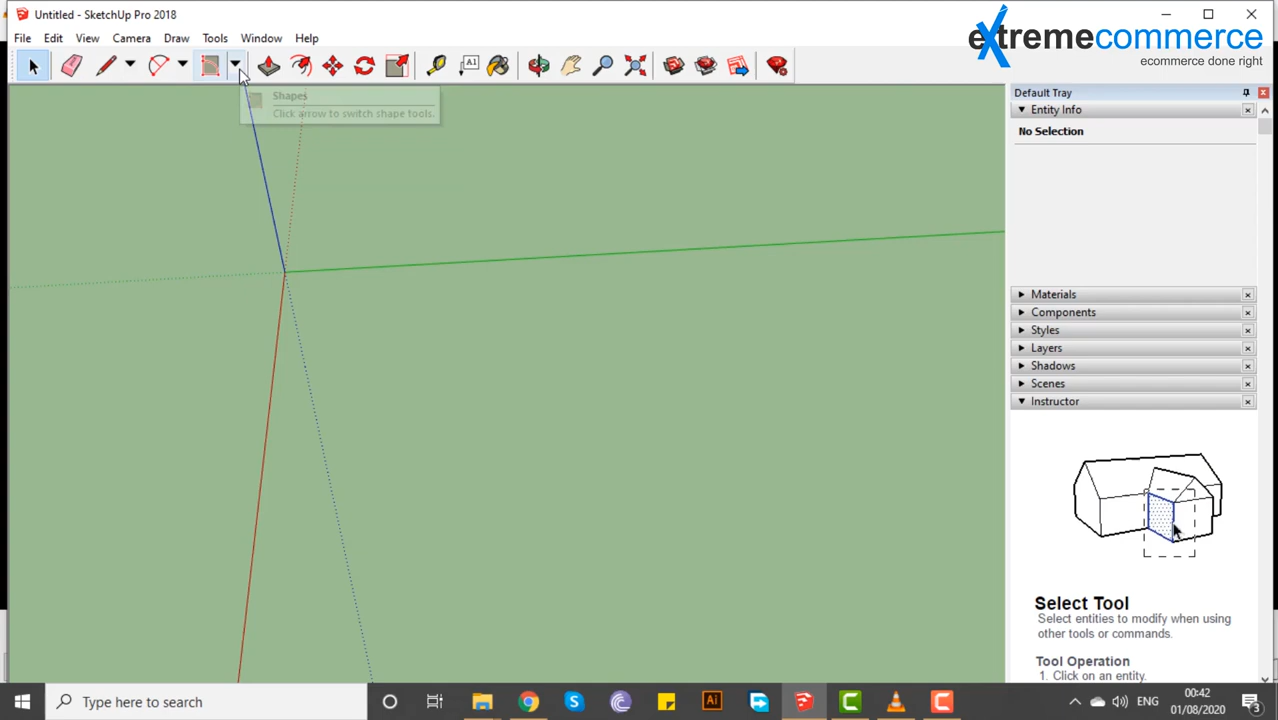 Untitled - SketchUp Pro 2018
extremecommerce
ecommerce done right
File Edit View Camera Draw Tools Window Help
A1
Shapes
Click arrow to switch shape tools.
Default Tray
Entity Info
No Selection
Materials
Components
Styles
Layers
Shadows
Scenes
Instructor
Select Tool
Select entities to modify when using
other tools or commands.
Tool Operation
1. Click on an entity.
Type here to search
S
Ai
ENG
00:42
01/08/2020
3